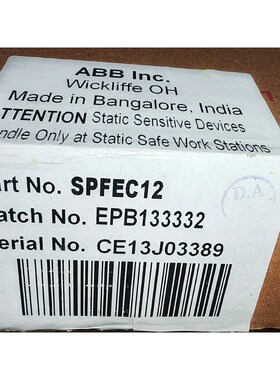 ABB Inc.
Wickliffe OH
Made in Bangalore, India
ATTENTION Static Sensitive Devices
ndle Only at Static Safe Work Stations
art No. SPFEC12
atch No. EPB133332
erial No. CE13J03389
D.A.